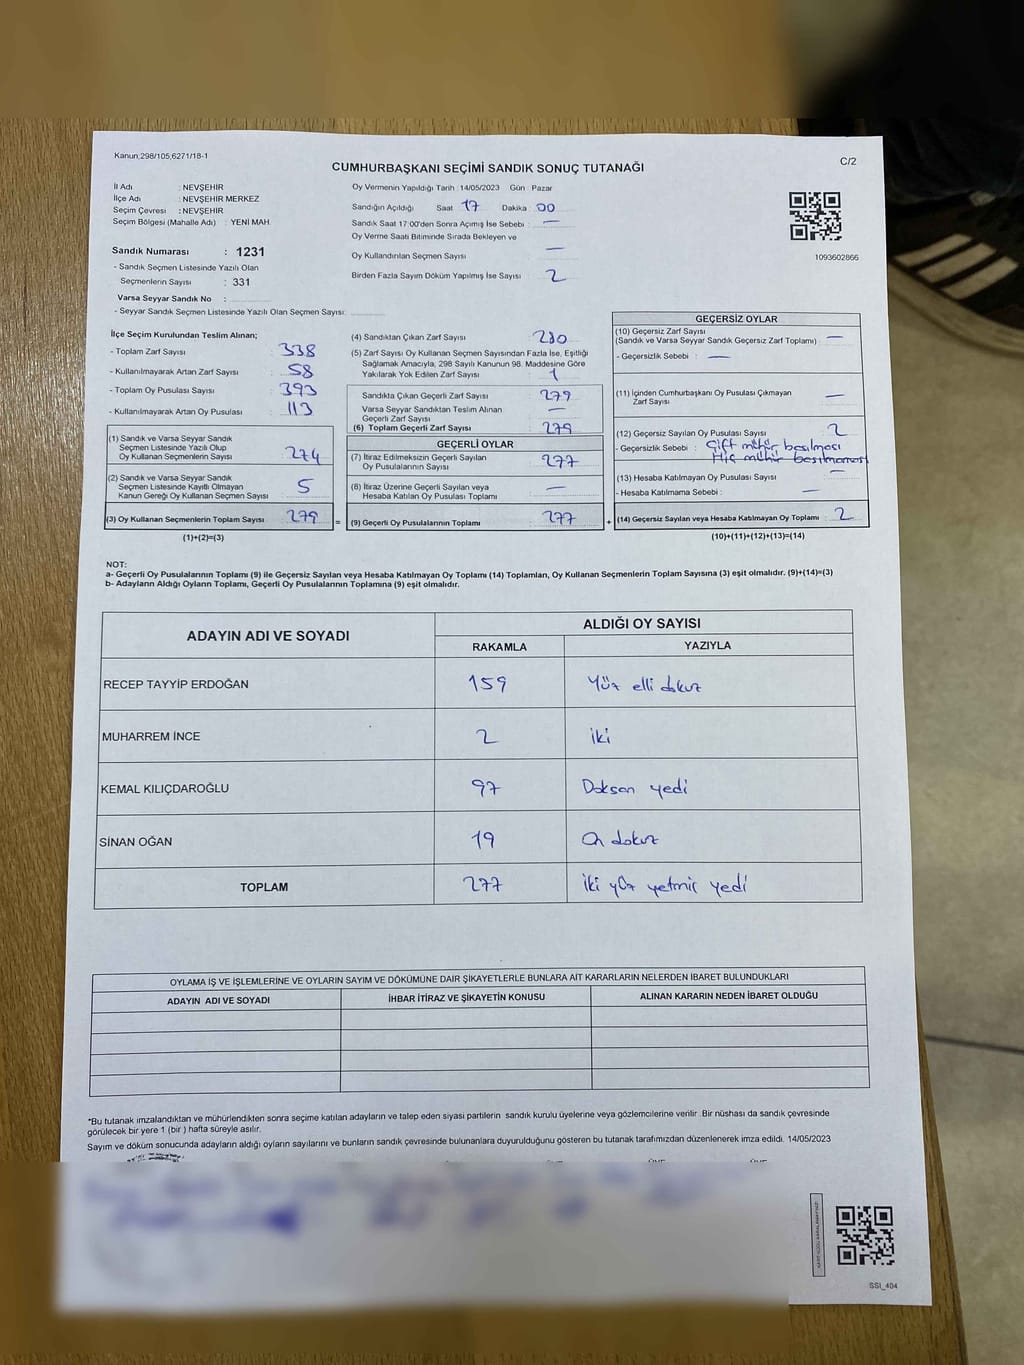 Kanun;298/105,6271/18-1
CUMHURBAŞKANI SEÇİMİ SANDIK SONUÇ TUTANAĞI
C/2
İl Adı : NEVŞEHİR
İlçe Adı : NEVŞEHİR MERKEZ
Seçim Çevresi : NEVŞEHİR
Seçim Bölgesi (Mahalle Adı) : YENİ MAH.
Sandık Numarası : 1231
- Sandık Seçmen Listesinde Yazılı Olan
Seçmenlerin Sayısı : 331
Varsa Seyyar Sandık No :
- Seyyar Sandık Seçmen Listesinde Yazılı Olan Seçmen Sayısı:
Oy Vermenin Yapıldığı Tarih : 14/05/2023 Gün : Pazar
Sandığın Açıldığı Saat 17 Dakika 00
Sandık Saat 17:00'den Sonra Açımış İse Sebebi : —
Oy Verme Saati Bitiminde Sırada Bekleyen ve
Oy Kullandırılan Seçmen Sayısı : —
Birden Fazla Sayım Döküm Yapılmış İse Sayısı : 2
1093602866
İlçe Seçim Kurulundan Teslim Alınan;
- Toplam Zarf Sayısı : 338
- Kullanılmayarak Artan Zarf Sayısı : 58
- Toplam Oy Pusulası Sayısı : 393
- Kullanılmayarak Artan Oy Pusulası : 113
(1) Sandık ve Varsa Seyyar Sandık
Seçmen Listesinde Yazılı Olup
Oy Kullanan Seçmenlerin Sayısı : 274
(2) Sandık ve Varsa Seyyar Sandık
Seçmen Listesinde Kayıtlı Olmayan
Kanun Gereği Oy Kullanan Seçmen Sayısı : 5
(3) Oy Kullanan Seçmenlerin Toplam Sayısı : 279 =
(1)+(2)=(3)
(4) Sandıktan Çıkan Zarf Sayısı : 280
(5) Zarf Sayısı Oy Kullanan Seçmen Sayısından Fazla İse, Eşitliği
Sağlamak Amacıyla, 298 Sayılı Kanunun 98. Maddesine Göre
Yakılarak Yok Edilen Zarf Sayısı : 1
Sandıkta Çıkan Geçerli Zarf Sayısı : 279
Varsa Seyyar Sandıktan Teslim Alınan
Geçerli Zarf Sayısı : —
(6) Toplam Geçerli Zarf Sayısı : 279
GEÇERLİ OYLAR
(7) İtiraz Edilmeksizin Geçerli Sayılan
Oy Pusulalarının Sayısı : 277
(8) İtiraz Üzerine Geçerli Sayılan veya
Hesaba Katılan Oy Pusulası Toplamı : —
(9) Geçerli Oy Pusulalarının Toplamı : 277 +
GEÇERSİZ OYLAR
(10) Geçersiz Zarf Sayısı
(Sandık ve Varsa Seyyar Sandık Geçersiz Zarf Toplamı) : —
- Geçersizlik Sebebi : —
(11) İçinden Cumhurbaşkanı Oy Pusulası Çıkmayan
Zarf Sayısı : —
(12) Geçersiz Sayılan Oy Pusulası Sayısı : 2
- Geçersizlik Sebebi : Çift mühür basılması
Hiç mühür basılmaması
(13) Hesaba Katılmayan Oy Pusulası Sayısı : —
- Hesaba Katılmama Sebebi : —
(14) Geçersiz Sayılan veya Hesaba Katılmayan Oy Toplamı : 2
(10)+(11)+(12)+(13)=(14)
NOT:
a- Geçerli Oy Pusulalarının Toplamı (9) ile Geçersiz Sayılan veya Hesaba Katılmayan Oy Toplamı (14) Toplamları, Oy Kullanan Seçmenlerin Toplam Sayısına (3) eşit olmalıdır. (9)+(14)=(3)
b- Adayların Aldığı Oyların Toplamı, Geçerli Oy Pusulalarının Toplamına (9) eşit olmalıdır.
ADAYIN ADI VE SOYADI ALDIĞI OY SAYISI
RAKAMLA YAZIYLA
RECEP TAYYİP ERDOĞAN 159 Yüz elli dokuz
MUHARREM İNCE 2 iki
KEMAL KILIÇDAROĞLU 97 Doksan yedi
SİNAN OĞAN 19 On dokuz
TOPLAM 277 iki yüz yetmiş yedi
OYLAMA İŞ VE İŞLEMLERİNE VE OYLARIN SAYIM VE DÖKÜMÜNE DAİR ŞİKAYETLERLE BUNLARA AİT KARARLARIN NELERDEN İBARET BULUNDUKLARI
ADAYIN ADI VE SOYADI İHBAR İTİRAZ VE ŞİKAYETİN KONUSU ALINAN KARARIN NEDEN İBARET OLDUĞU
*Bu tutanak imzalandıktan ve mühürlendikten sonra seçime katılan adayların ve talep eden siyasi partilerin sandık kurulu üyelerine veya gözlemcilerine verilir .Bir nüshası da sandık çevresinde
görülecek bir yere 1 (bir ) hafta süreyle asılır.
Sayım ve döküm sonucunda adayların aldığı oyların sayılarını ve bunların sandık çevresinde bulunanlara duyurulduğunu gösteren bu tutanak tarafımızdan düzenlenerek imza edildi. 14/05/2023
SSI_404